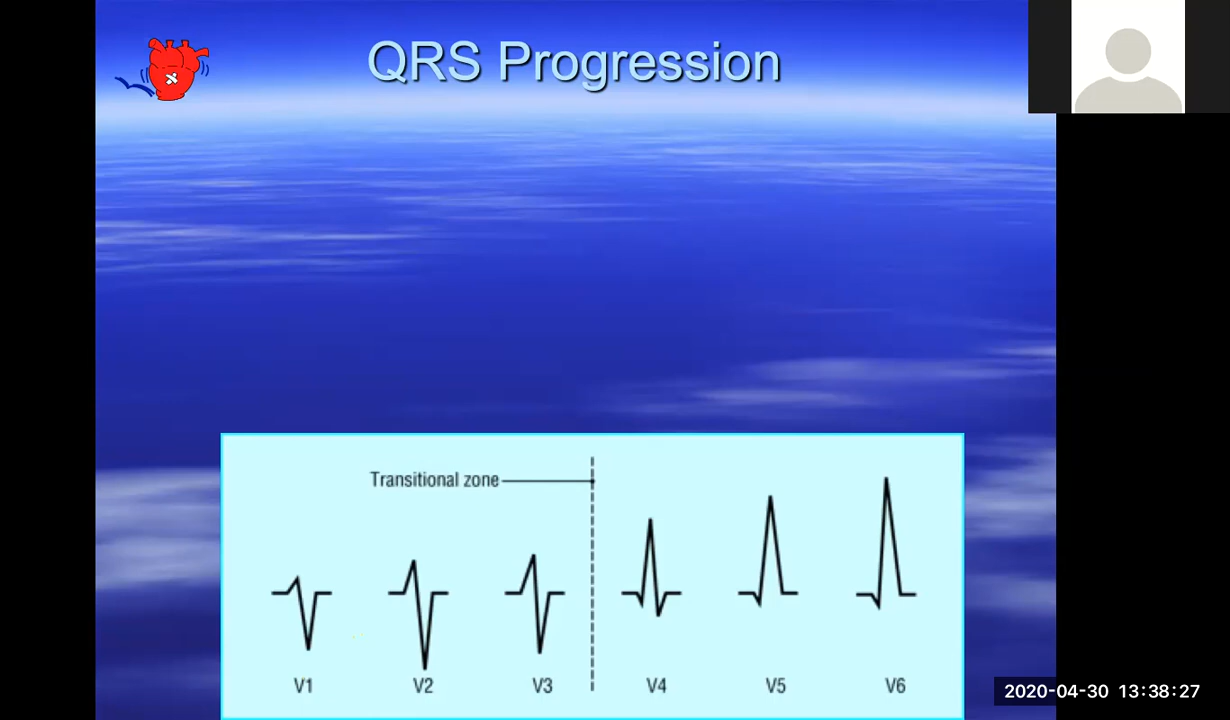 QRS Progression
Transitional zone
V1 V2 V3 V4 V5 V6
2020-04-30 13:38:27